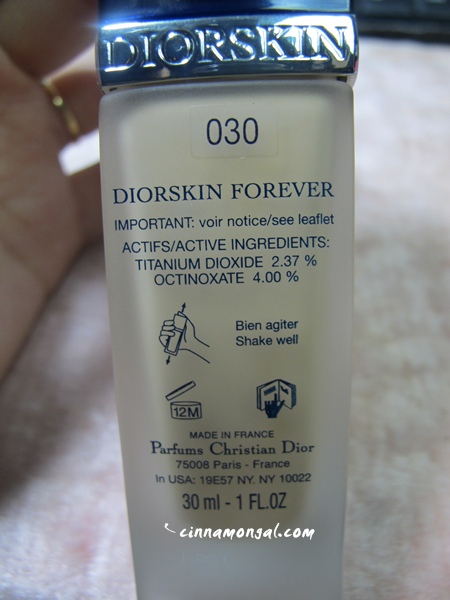 DIORSKIN
030
DIORSKIN FOREVER
IMPORTANT: voir notice/see leaflet
ACTIFS/ACTIVE INGREDIENTS:
TITANIUM DIOXIDE 2.37 %
OCTINOXATE 4.00 %
Bien agiter
Shake well
12M
MADE IN FRANCE
Parfums Christian Dior
75008 Paris - France
In USA: 19E57 NY. NY 10022
30 ml - 1 FL.OZ
cinnamongal.com